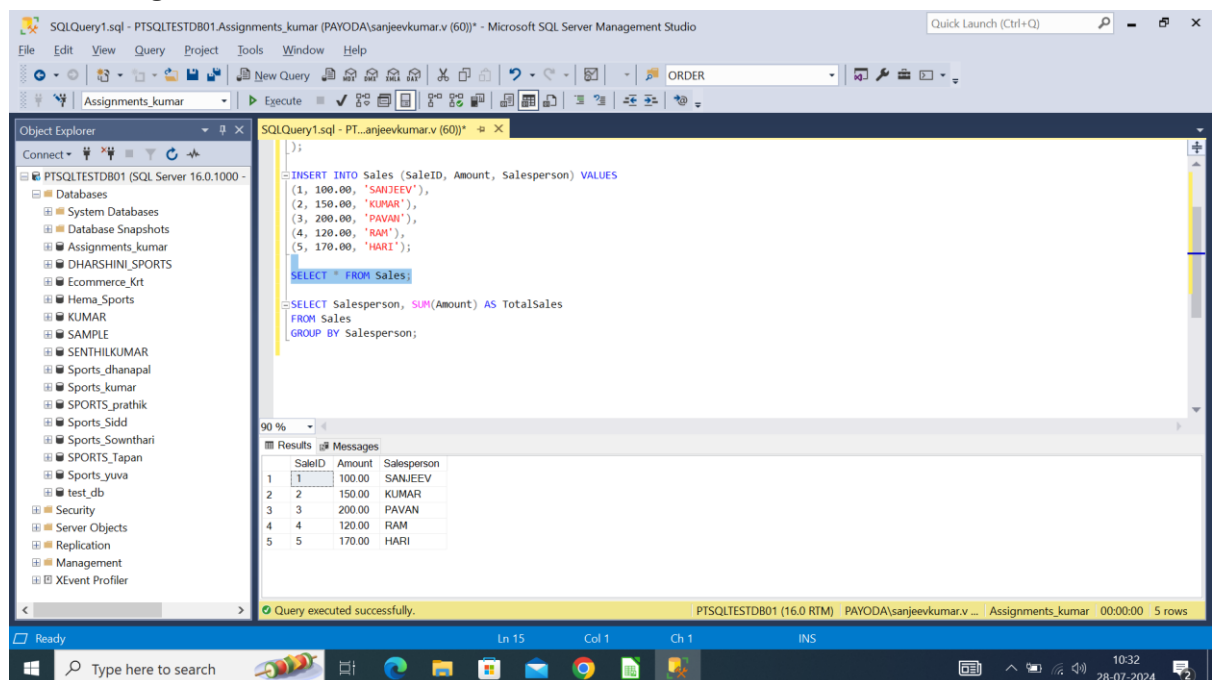 SQLQuery1.sql - PTSQLTESTDB01.Assignments_kumar (PAYODA\sanjeevkumar.v (60))* - Microsoft SQL Server Management Studio
Quick Launch (Ctrl+Q)
File Edit View Query Project Tools Window Help
New Query MDX DMX XMLA DAX ORDER
Assignments_kumar Execute
Object Explorer
SQLQuery1.sql - PT...anjeevkumar.v (60))*
Connect
PTSQLTESTDB01 (SQL Server 16.0.1000 -
Databases
System Databases
Database Snapshots
Assignments_kumar
DHARSHINI_SPORTS
Ecommerce_Krt
Hema_Sports
KUMAR
SAMPLE
SENTHILKUMAR
Sports_dhanapal
Sports_kumar
SPORTS_prathik
Sports_Sidd
Sports_Sownthari
SPORTS_Tapan
Sports_yuva
test_db
Security
Server Objects
Replication
Management
XEvent Profiler
);
INSERT INTO Sales (SaleID, Amount, Salesperson) VALUES
(1, 100.00, 'SANJEEV'),
(2, 150.00, 'KUMAR'),
(3, 200.00, 'PAVAN'),
(4, 120.00, 'RAM'),
(5, 170.00, 'HARI');
SELECT * FROM Sales;
SELECT Salesperson, SUM(Amount) AS TotalSales
FROM Sales
GROUP BY Salesperson;
90 %
Results Messages
SaleID Amount Salesperson
1 1 100.00 SANJEEV
2 2 150.00 KUMAR
3 3 200.00 PAVAN
4 4 120.00 RAM
5 5 170.00 HARI
Query executed successfully. PTSQLTESTDB01 (16.0 RTM) PAYODA\sanjeevkumar.v ... Assignments_kumar 00:00:00 5 rows
Ready Ln 15 Col 1 Ch 1 INS
Type here to search
10:32
28-07-2024
2